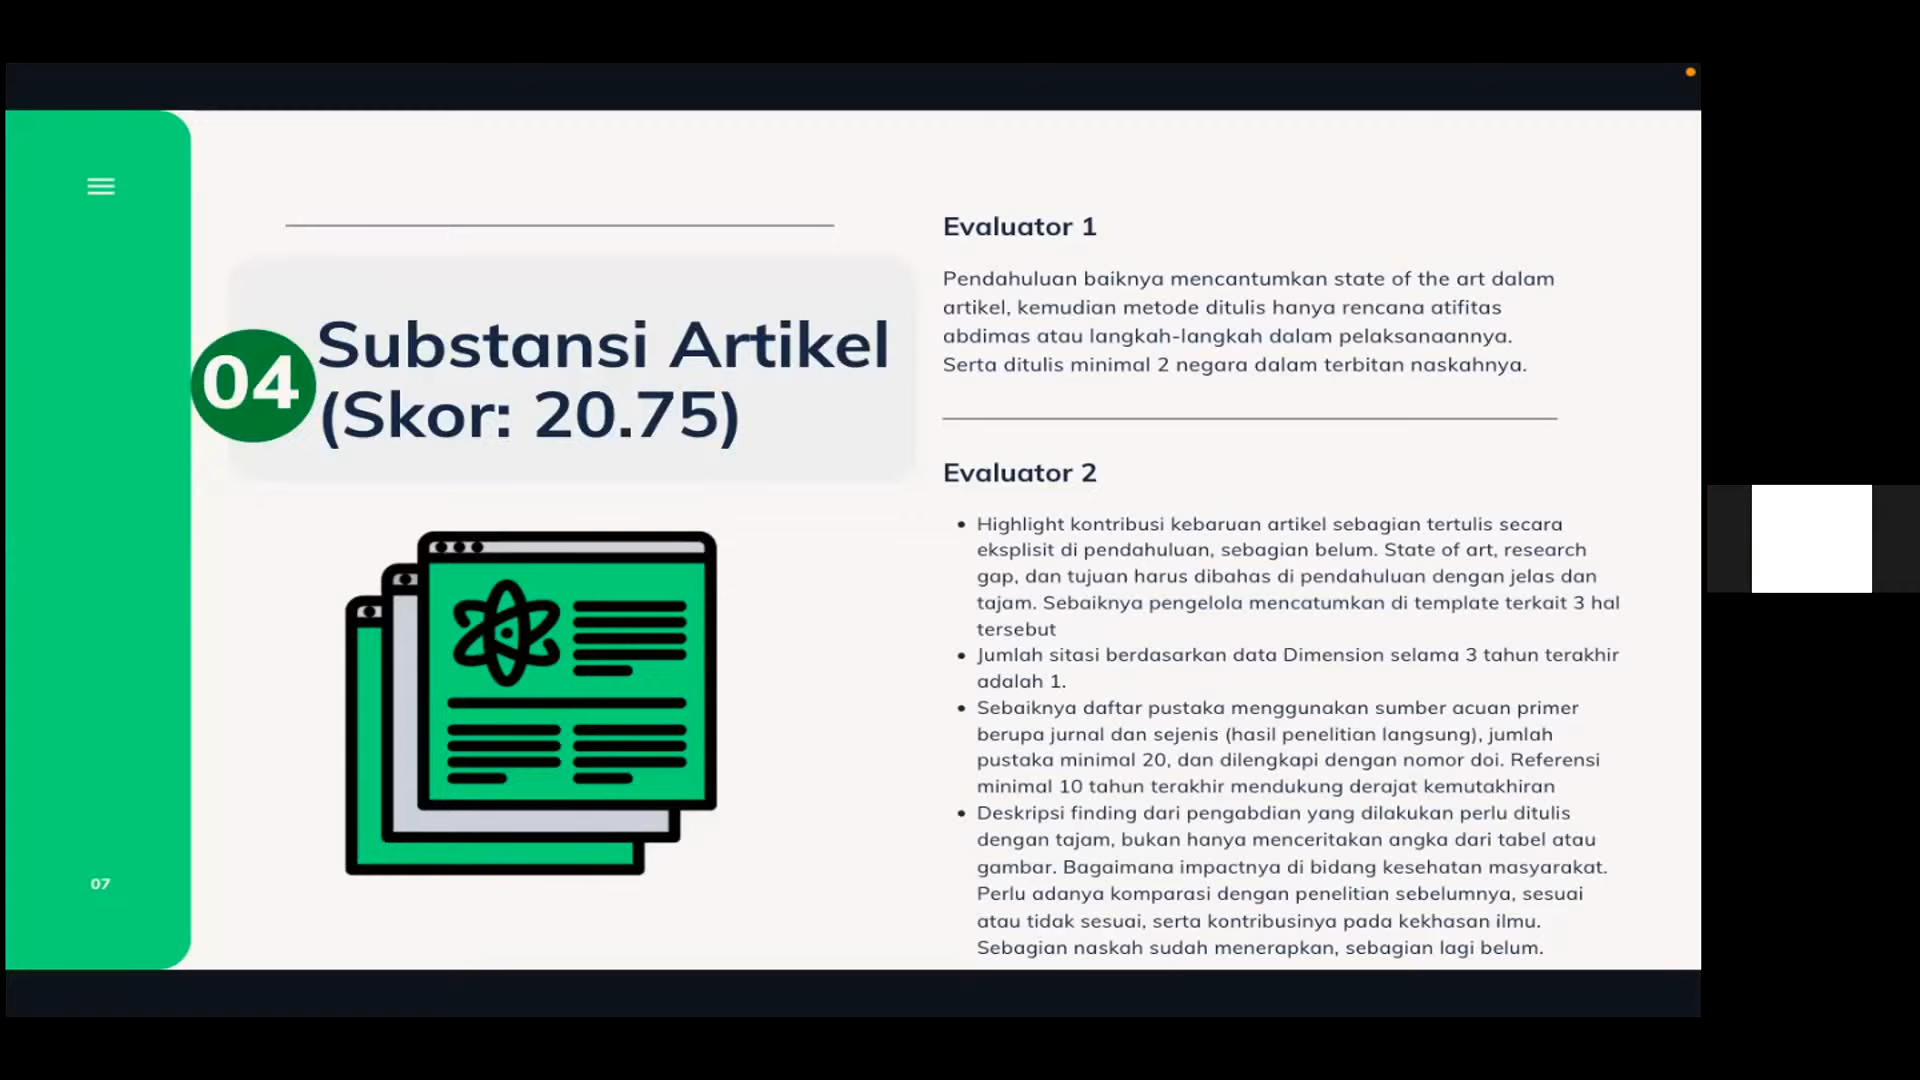 04
Substansi Artikel
(Skor: 20.75)
Evaluator 1
Pendahuluan baiknya mencantumkan state of the art dalam
artikel, kemudian metode ditulis hanya rencana atifitas
abdimas atau langkah-langkah dalam pelaksanaannya.
Serta ditulis minimal 2 negara dalam terbitan naskahnya.
Evaluator 2
• Highlight kontribusi kebaruan artikel sebagian tertulis secara
eksplisit di pendahuluan, sebagian belum. State of art, research
gap, dan tujuan harus dibahas di pendahuluan dengan jelas dan
tajam. Sebaiknya pengelola mencatumkan di template terkait 3 hal
tersebut
• Jumlah sitasi berdasarkan data Dimension selama 3 tahun terakhir
adalah 1.
• Sebaiknya daftar pustaka menggunakan sumber acuan primer
berupa jurnal dan sejenis (hasil penelitian langsung), jumlah
pustaka minimal 20, dan dilengkapi dengan nomor doi. Referensi
minimal 10 tahun terakhir mendukung derajat kemutakhiran
• Deskripsi finding dari pengabdian yang dilakukan perlu ditulis
dengan tajam, bukan hanya menceritakan angka dari tabel atau
gambar. Bagaimana impactnya di bidang kesehatan masyarakat.
Perlu adanya komparasi dengan penelitian sebelumnya, sesuai
atau tidak sesuai, serta kontribusinya pada kekhasan ilmu.
Sebagian naskah sudah menerapkan, sebagian lagi belum.
07